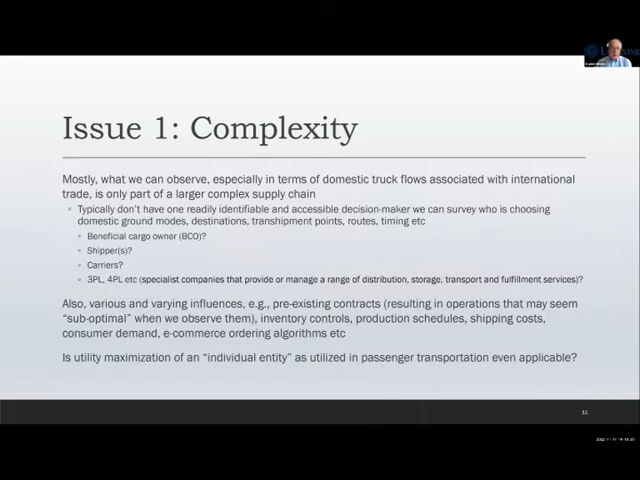 Issue 1: Complexity
Mostly, what we can observe, especially in terms of domestic truck flows associated with international
trade, is only part of a larger complex supply chain
Typically don't have one readily identifiable and accessible decision-maker we can survey who is choosing
domestic ground modes, destinations, transhipment points, routes, timing etc
Beneficial cargo owner (BCO)?
Shipper(s)?
Carriers?
3PL, 4PL etc (specialist companies that provide or manage a range of distribution, storage, transport and fulfillment services)?
Also, various and varying influences, e.g., pre-existing contracts (resulting in operations that may seem
“sub-optimal” when we observe them), inventory controls, production schedules, shipping costs,
consumer demand, e-commerce ordering algorithms etc
Is utility maximization of an “individual entity” as utilized in passenger transportation even applicable?
11